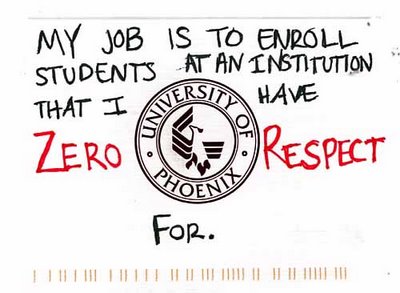 MY JOB IS TO ENROLL
STUDENTS AT AN INSTITUTION
THAT I HAVE
UNIVERSITY OF PHOENIX
ZERO RESPECT
FOR.